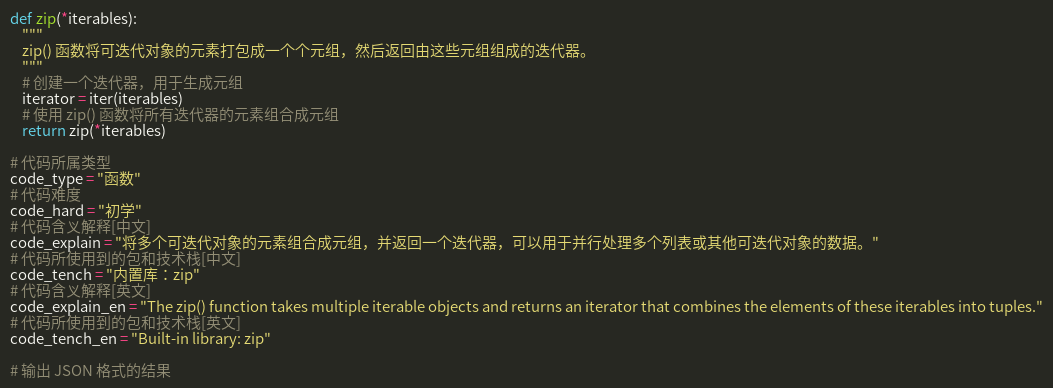 def zip(*iterables):
"""
zip() 函数将可迭代对象的元素打包成一个个元组，然后返回由这些元组组成的迭代器。
"""
# 创建一个迭代器，用于生成元组
iterator = iter(iterables)
# 使用 zip() 函数将所有迭代器的元素组合成元组
return zip(*iterables)
# 代码所属类型
code_type = "函数"
# 代码难度
code_hard = "初学"
# 代码含义解释[中文]
code_explain = "将多个可迭代对象的元素组合成元组，并返回一个迭代器，可以用于并行处理多个列表或其他可迭代对象的数据。"
# 代码所使用到的包和技术栈[中文]
code_tench = "内置库：zip"
# 代码含义解释[英文]
code_explain_en = "The zip() function takes multiple iterable objects and returns an iterator that combines the elements of these iterables into tuples."
# 代码所使用到的包和技术栈[英文]
code_tench_en = "Built-in library: zip"
# 输出 JSON 格式的结果